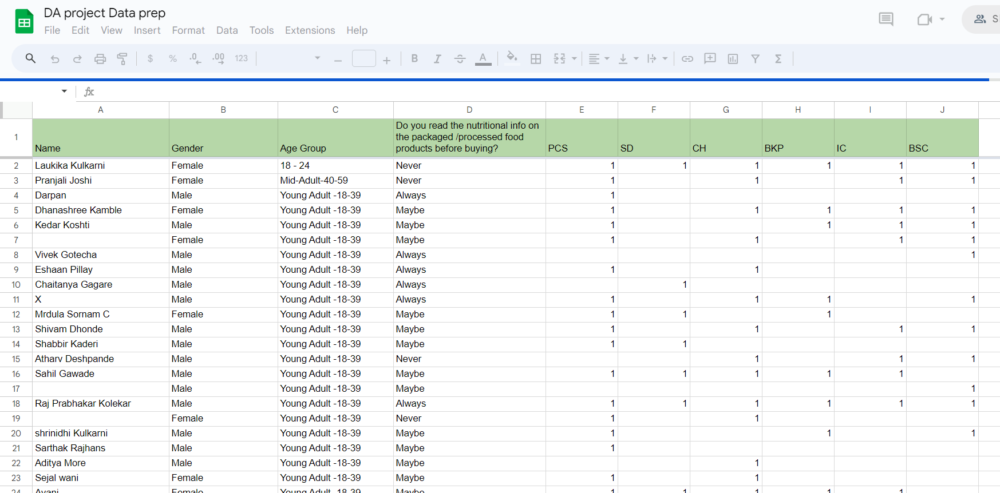 DA project Data prep
File Edit View Insert Format Data Tools Extensions Help
$ % .0 .00 123 B I S A Σ S
fx
A B C D E F G H I J
1 Name Gender Age Group Do you read the nutritional info on
the packaged /processed food
products before buying? PCS SD CH BKP IC BSC
2 Laukika Kulkarni Female 18 - 24 Never 1 1 1 1 1 1
3 Pranjali Joshi Female Mid-Adult-40-59 Never 1 1 1 1
4 Darpan Male Young Adult -18-39 Always 1
5 Dhanashree Kamble Female Young Adult -18-39 Maybe 1 1 1 1 1
6 Kedar Koshti Male Young Adult -18-39 Maybe 1 1 1 1
7 Female Young Adult -18-39 Maybe 1 1 1 1
8 Vivek Gotecha Male Young Adult -18-39 Always 1
9 Eshaan Pillay Male Young Adult -18-39 Always 1 1
10 Chaitanya Gagare Male Young Adult -18-39 Always 1
11 X Male Young Adult -18-39 Always 1 1 1 1
12 Mrdula Sornam C Female Young Adult -18-39 Maybe 1 1 1
13 Shivam Dhonde Male Young Adult -18-39 Maybe 1 1 1 1
14 Shabbir Kaderi Male Young Adult -18-39 Maybe 1 1
15 Atharv Deshpande Male Young Adult -18-39 Never 1 1 1
16 Sahil Gawade Male Young Adult -18-39 Maybe 1 1 1 1 1
17 Male Young Adult -18-39 Maybe 1
18 Raj Prabhakar Kolekar Male Young Adult -18-39 Always 1 1 1 1 1 1
19 Female Young Adult -18-39 Never 1 1
20 shrinidhi Kulkarni Male Young Adult -18-39 Maybe 1 1 1
21 Sarthak Rajhans Male Young Adult -18-39 Maybe 1
22 Aditya More Male Young Adult -18-39 Maybe 1
23 Sejal wani Female Young Adult -18-39 Maybe 1 1
24 Avani Female Young Adult -18-39 Maybe 1 1 1 1 1